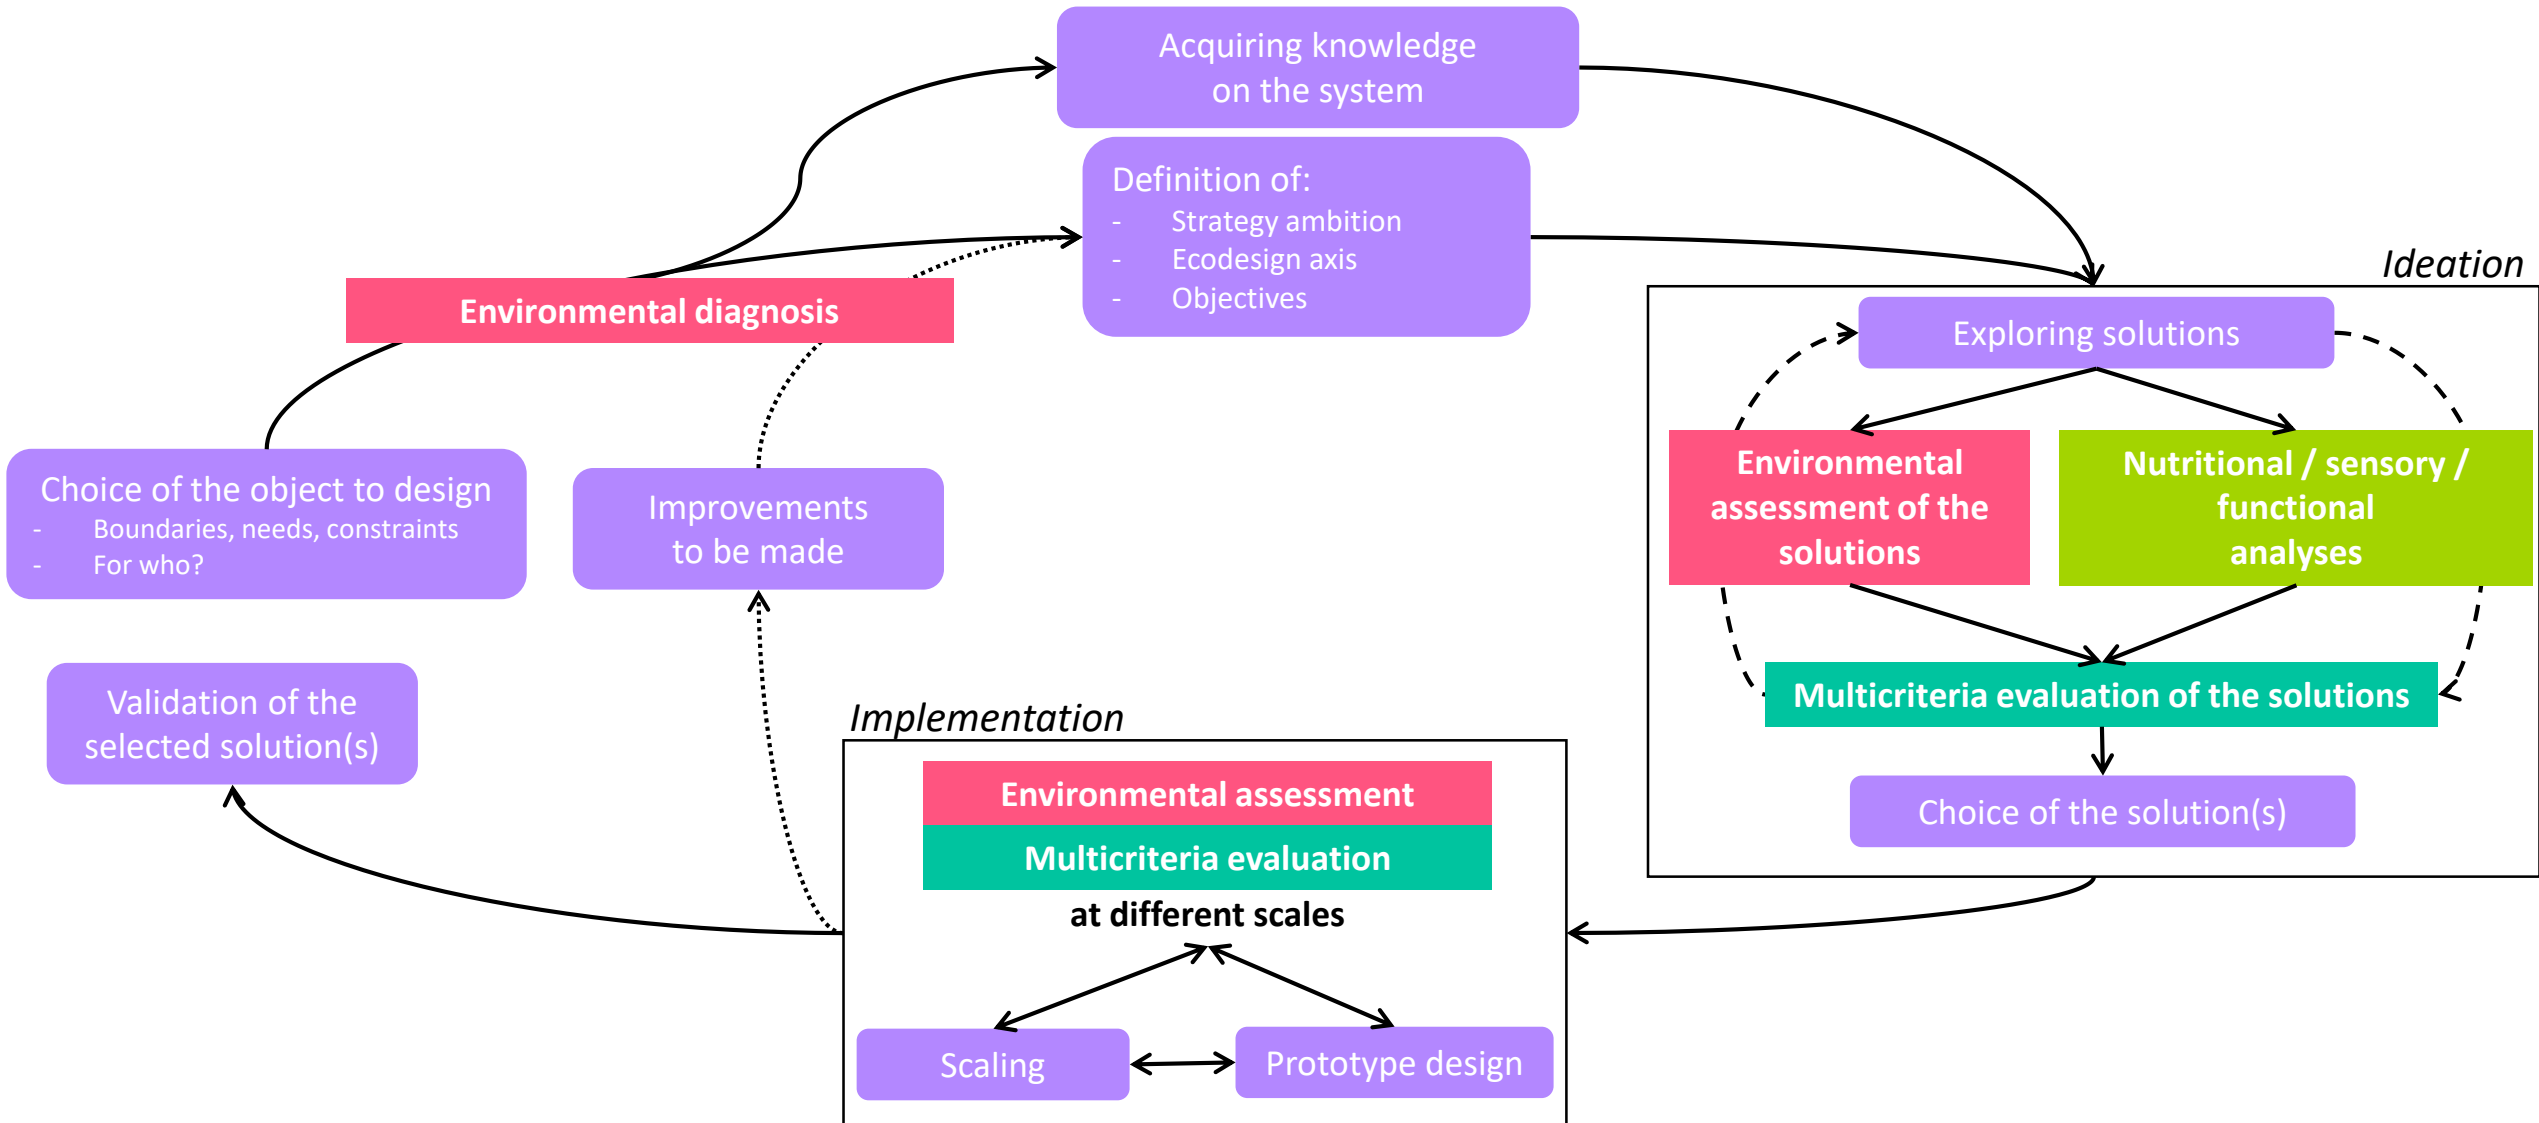 Acquiring knowledge
on the system
Definition of:
- Strategy ambition
- Ecodesign axis
- Objectives
Environmental diagnosis
Choice of the object to design
- Boundaries, needs, constraints
- For who?
Improvements
to be made
Validation of the
selected solution(s)
Ideation
Exploring solutions
Environmental
assessment of the
solutions
Nutritional / sensory /
functional
analyses
Multicriteria evaluation of the solutions
Choice of the solution(s)
Implementation
Environmental assessment
Multicriteria evaluation
at different scales
Scaling
Prototype design